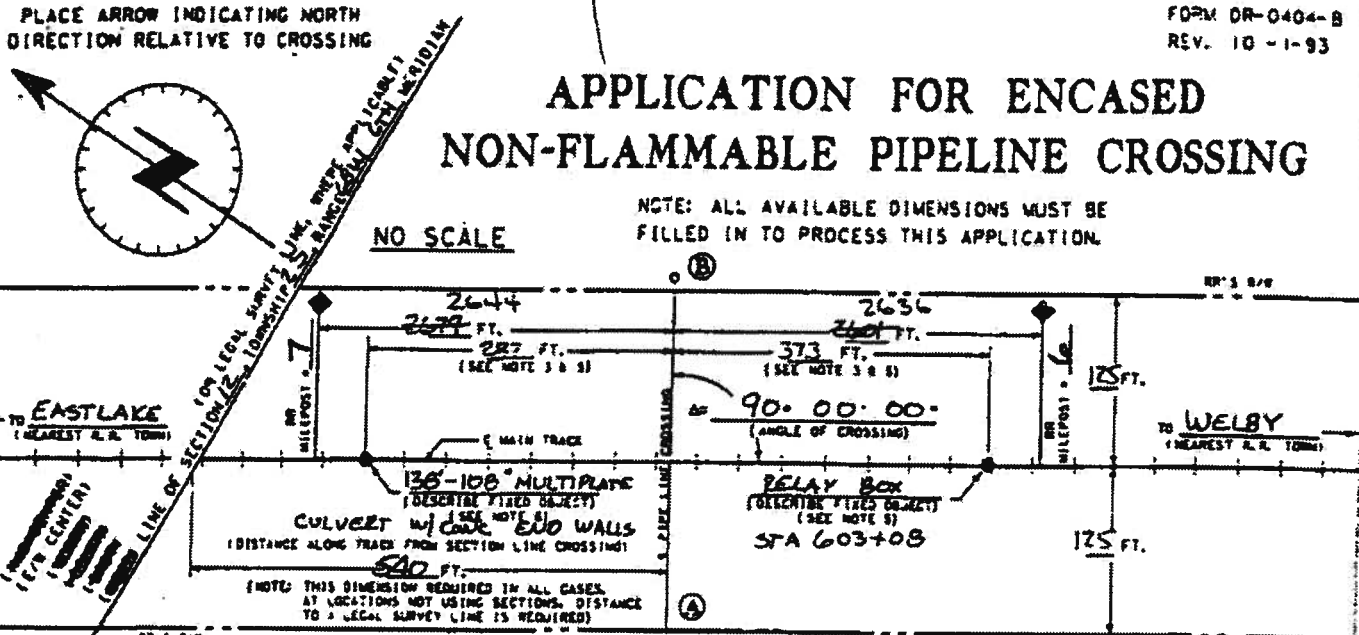 PLACE ARROW INDICATING NORTH
DIRECTION RELATIVE TO CROSSING
FORM DR-0404-B
REV. 10-1-93
APPLICATION FOR ENCASED
NON-FLAMMABLE PIPELINE CROSSING
NOTE: ALL AVAILABLE DIMENSIONS MUST BE
FILLED IN TO PROCESS THIS APPLICATION.
NO SCALE
(OR LEGAL SURVEY LINE, WHERE APPLICABLE)
LINE OF SECTION 12, TOWNSHIP 2 S, RANGE 68W, 6TH MERIDIAN
B
RR'S R/W
2644
2679 FT.
2636
2601 FT.
287 FT.
(SEE NOTE 3 & 5)
373 FT.
(SEE NOTE 3 & 5)
RR
MILEPOST = 7
RR
MILEPOST = 6
125 FT.
Δ= 90° 00' 00"
(ANGLE OF CROSSING)
TO EASTLAKE
(NEAREST R.R. TOWN)
TO WELBY
(NEAREST R.R. TOWN)
℄ MAIN TRACK
℄ PIPE LINE CROSSING
138'-108" MULTIPLATE
(DESCRIBE FIXED OBJECT)
(SEE NOTE 5)
CULVERT W/ CONC END WALLS
RELAY BOX
(DESCRIBE FIXED OBJECT)
(SEE NOTE 5)
STA 603+08
(DISTANCE ALONG TRACK FROM SECTION LINE CROSSING)
540 FT.
(NOTE: THIS DIMENSION REQUIRED IN ALL CASES.
AT LOCATIONS NOT USING SECTIONS, DISTANCE
TO A LEGAL SURVEY LINE IS REQUIRED)
125 FT.
(E/W CENTER)
A
RR'S R/W